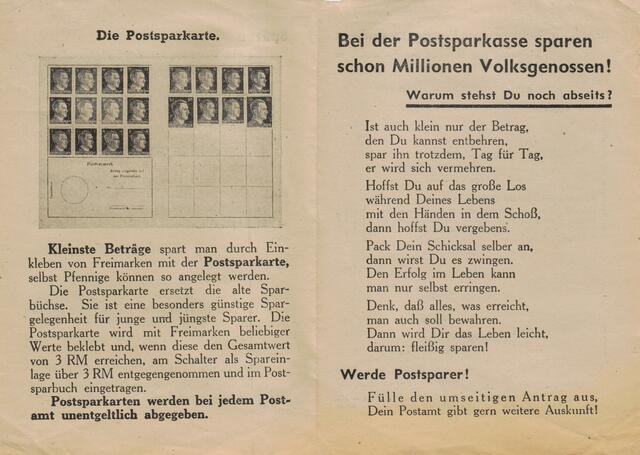 Die Postsparkarte.
Kleinste Beträge spart man durch Ein-
kleben von Freimarken mit der Postsparkarte,
selbst Pfennige können so angelegt werden.
Die Postsparkarte ersetzt die alte Spar-
büchse. Sie ist eine besonders günstige Spar-
gelegenheit für junge und jüngste Sparer. Die
Postsparkarte wird mit Freimarken beliebiger
Werte beklebt und, wenn diese den Gesamtwert
von 3 RM erreichen, am Schalter als Sparein-
lage über 3 RM entgegengenommen und im Post-
sparbuch eingetragen.
Postsparkarten werden bei jedem Post-
amt unentgeltlich abgegeben.
Bei der Postsparkasse sparen
schon Millionen Volksgenossen!
Warum stehst Du noch abseits?
Ist auch klein nur der Betrag,
den Du kannst entbehren,
spar ihn trotzdem, Tag für Tag,
er wird sich vermehren.
Hoffst Du auf das große Los
während Deines Lebens
mit den Händen in dem Schoß,
dann hoffst Du vergebens.
Pack Dein Schicksal selber an,
dann wirst Du es zwingen.
Den Erfolg im Leben kann
man nur selbst erringen.
Denk, daß alles, was erreicht,
man auch soll bewahren.
Dann wird Dir das Leben leicht,
darum: fleißig sparen!
Werde Postsparer!
Fülle den umseitigen Antrag aus,
Dein Postamt gibt gern weitere Auskunft!